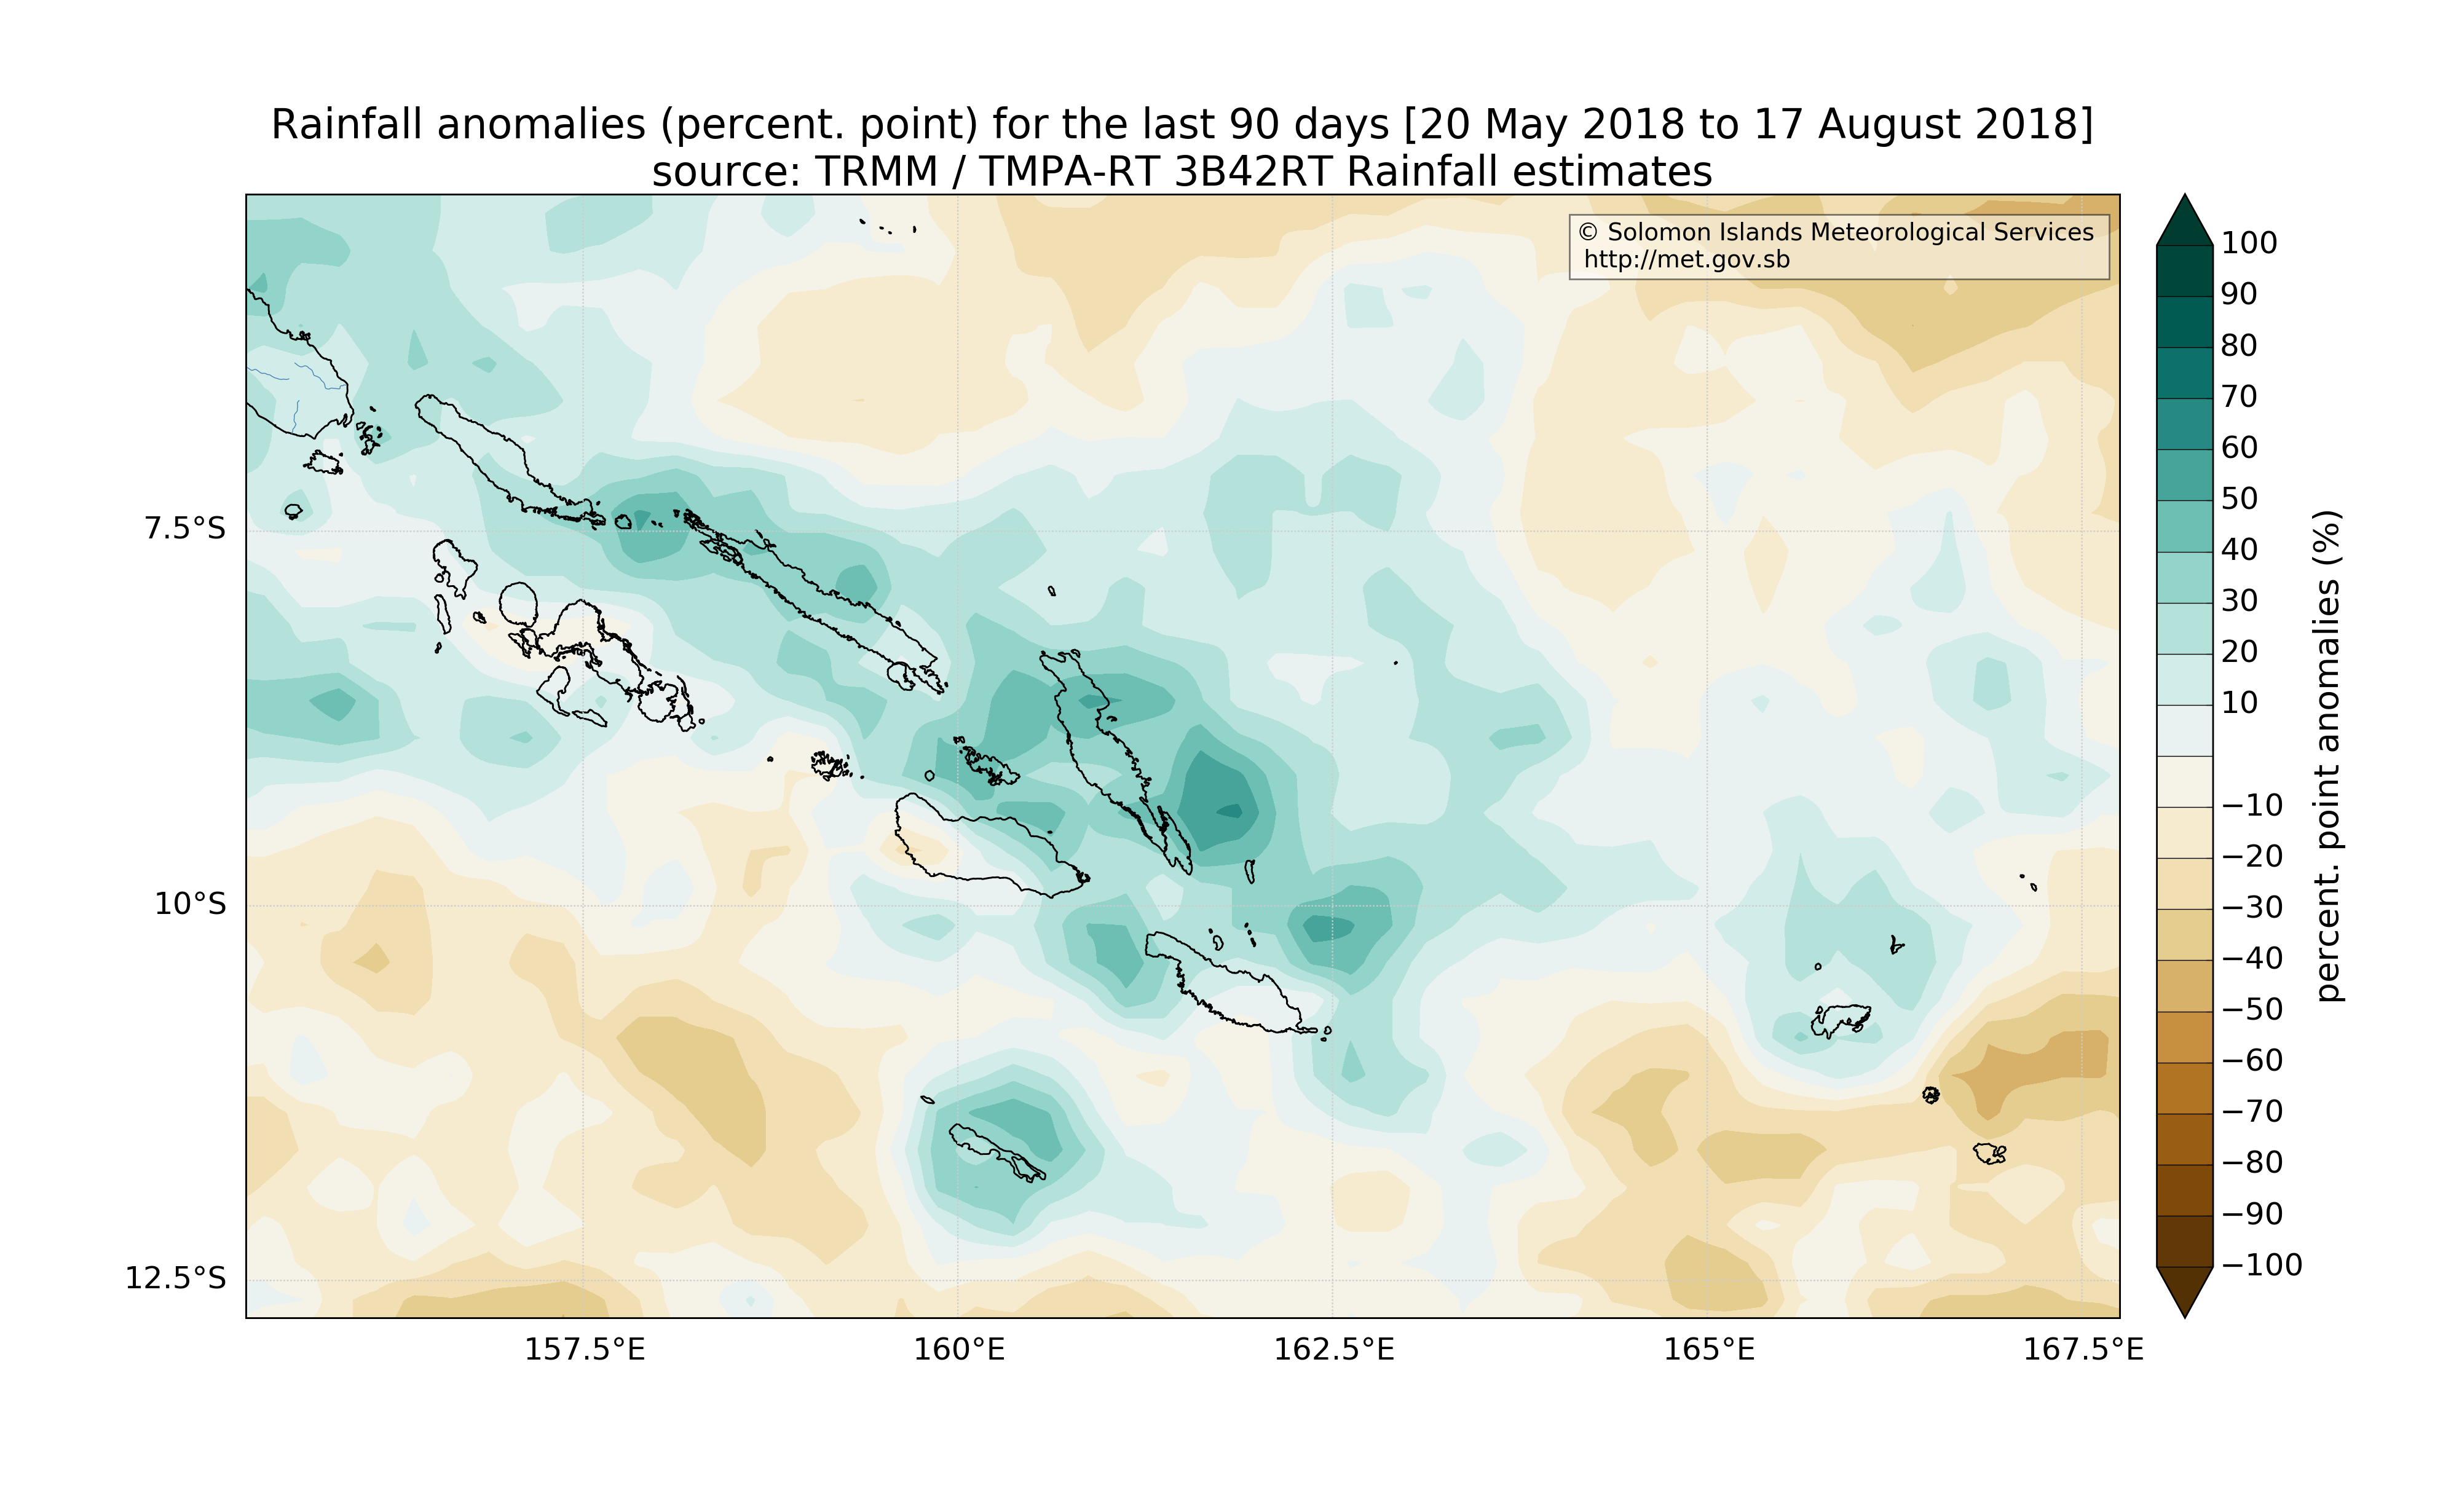 Rainfall anomalies (percent. point) for the last 90 days [20 May 2018 to 17 August 2018]
source: TRMM / TMPA-RT 3B42RT Rainfall estimates
© Solomon Islands Meteorological Services
http://met.gov.sb
7.5°S
10°S
12.5°S
157.5°E
160°E
162.5°E
165°E
167.5°E
100
90
80
70
60
50
40
30
20
10
−10
−20
−30
−40
−50
−60
−70
−80
−90
−100
percent. point anomalies (%)